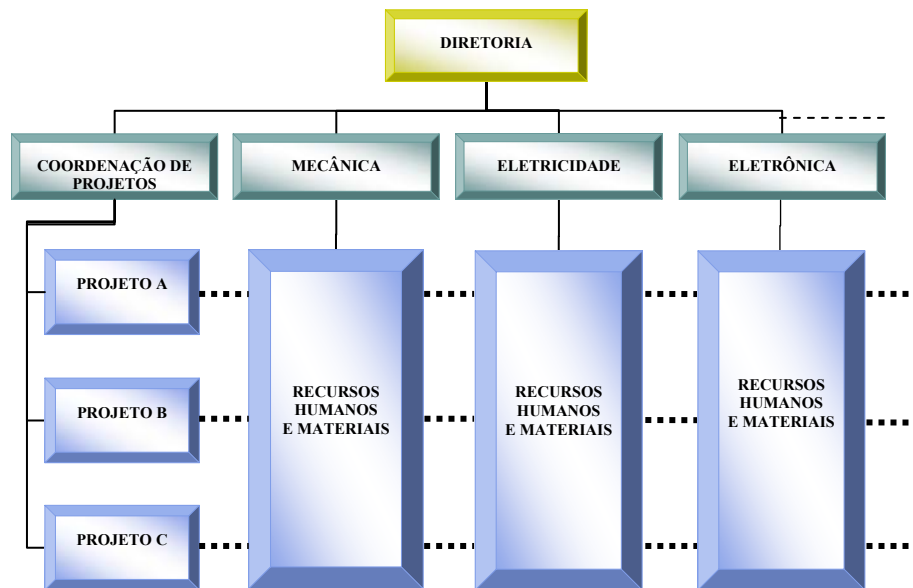 DIRETORIA
COORDENAÇÃO DE
PROJETOS
MECÂNICA
ELETRICIDADE
ELETRÔNICA
PROJETO A
PROJETO B
PROJETO C
RECURSOS
HUMANOS
E MATERIAIS
RECURSOS
HUMANOS
E MATERIAIS
RECURSOS
HUMANOS
E MATERIAIS